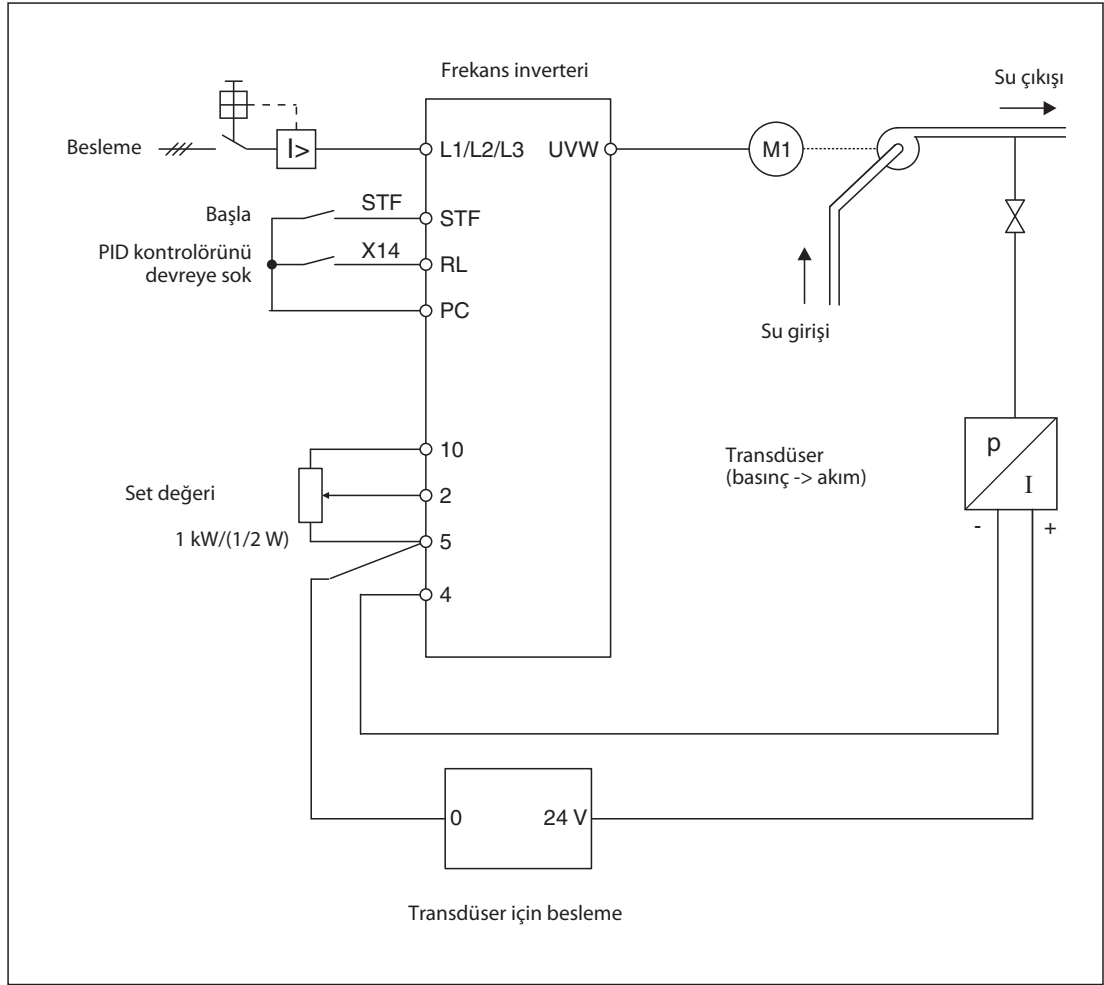 Frekans inverteri
Su çıkışı
Besleme
I>
L1/L2/L3
UVW
M1
Başla
STF
STF
PID kontrolörünü
devreye sok
X14
RL
PC
Su girişi
10
Set değeri
2
1 kW/(1/2 W)
5
4
Transdüser
(basınç -> akım)
p
I
-
+
0
24 V
Transdüser için besleme